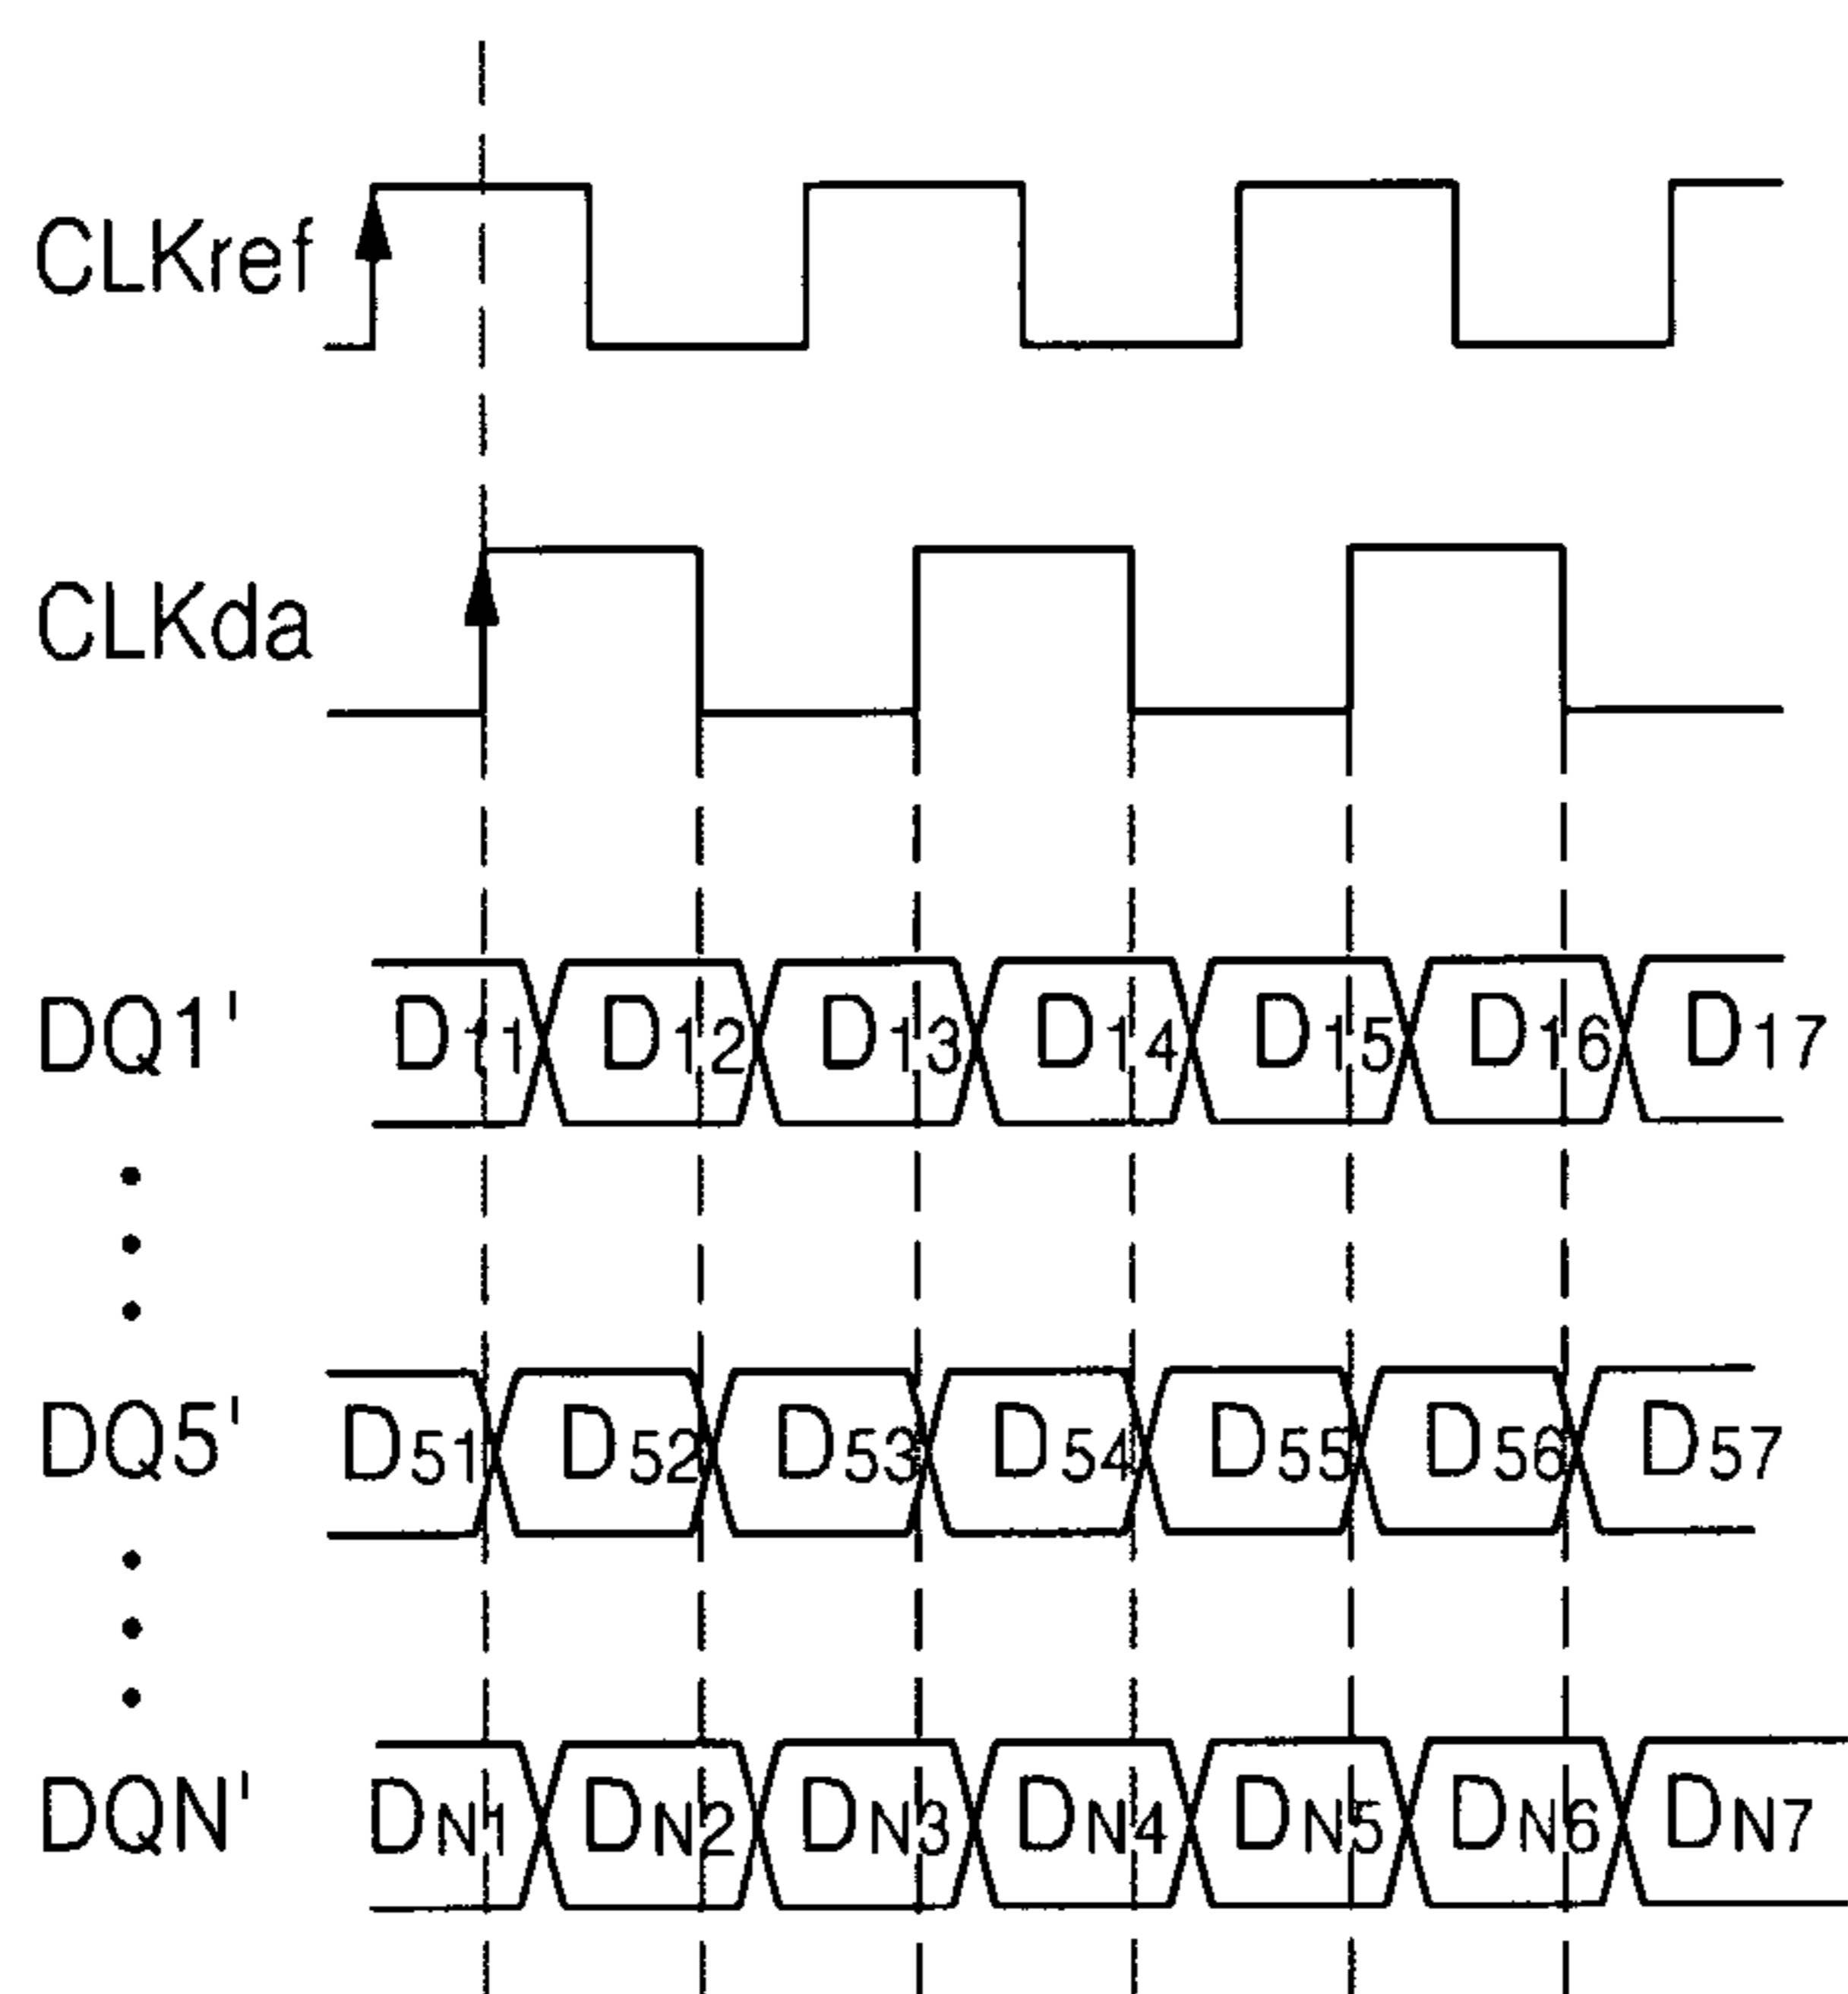 CLKref
CLKda
DQ1' D11 D12 D13 D14 D15 D16 D17
DQ5' D51 D52 D53 D54 D55 D56 D57
DQN' DN1 DN2 DN3 DN4 DN5 DN6 DN7